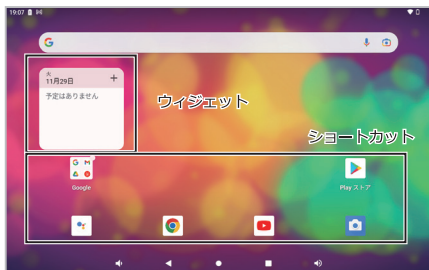 19:07
火
11月29日
+
予定はありません
ウィジェット
ショートカット
Google
Play ストア